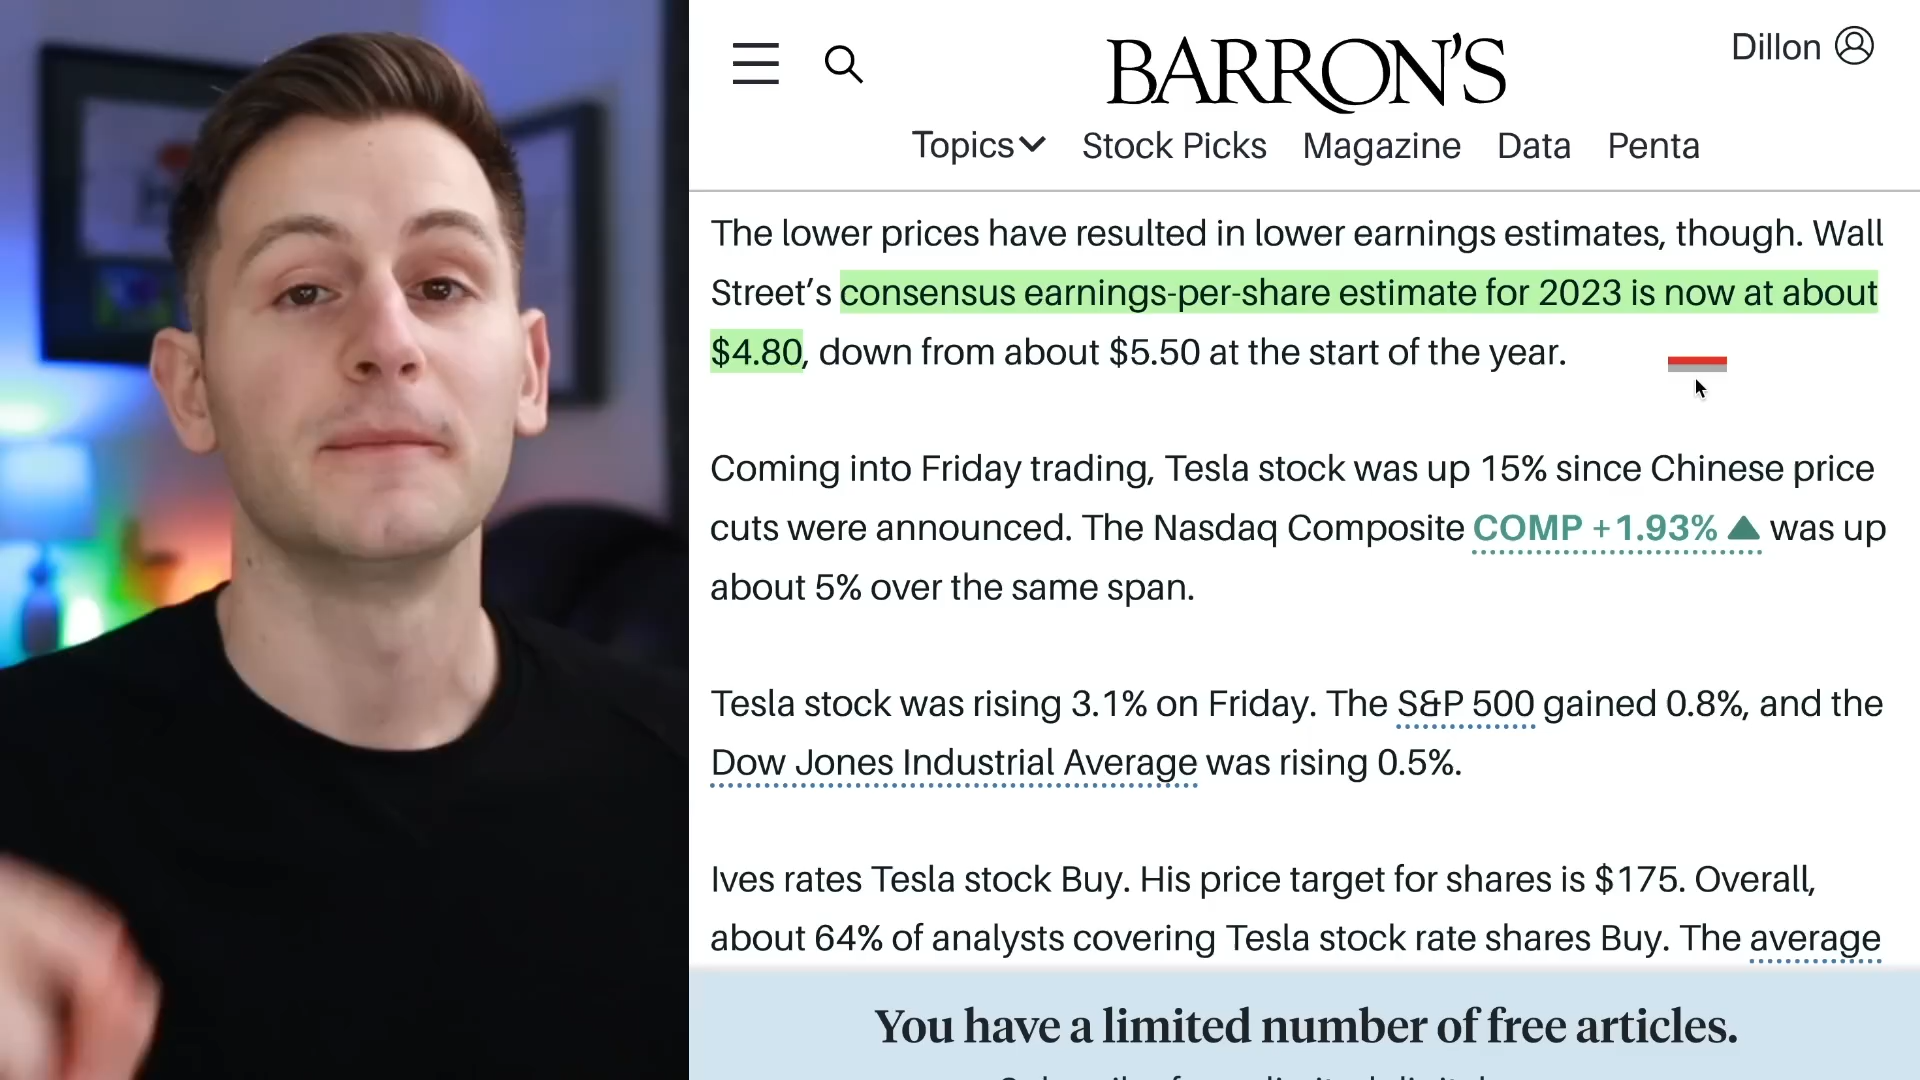 BARRON'S
Dillon
Topics Stock Picks Magazine Data Penta
The lower prices have resulted in lower earnings estimates, though. Wall
Street’s consensus earnings-per-share estimate for 2023 is now at about
$4.80, down from about $5.50 at the start of the year.
Coming into Friday trading, Tesla stock was up 15% since Chinese price
cuts were announced. The Nasdaq Composite COMP +1.93% ▲ was up
about 5% over the same span.
Tesla stock was rising 3.1% on Friday. The S&P 500 gained 0.8%, and the
Dow Jones Industrial Average was rising 0.5%.
Ives rates Tesla stock Buy. His price target for shares is $175. Overall,
about 64% of analysts covering Tesla stock rate shares Buy. The average
You have a limited number of free articles.